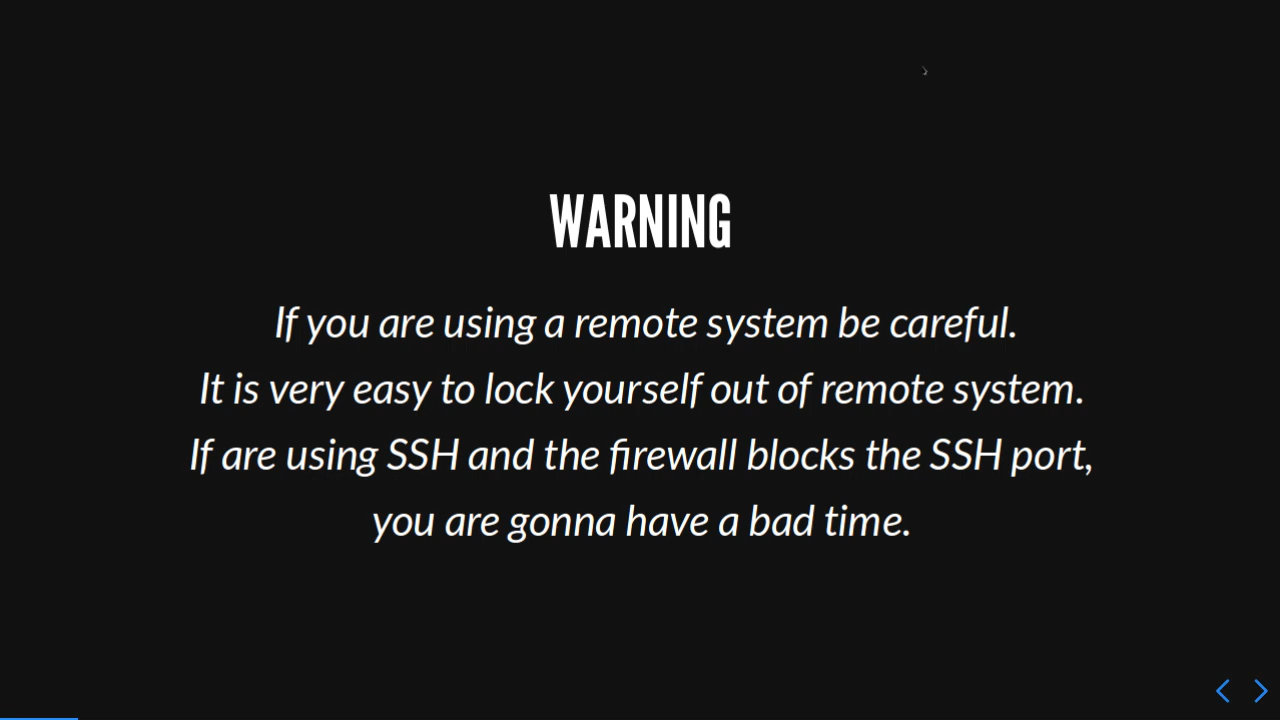 WARNING
If you are using a remote system be careful.
It is very easy to lock yourself out of remote system.
If are using SSH and the firewall blocks the SSH port,
you are gonna have a bad time.